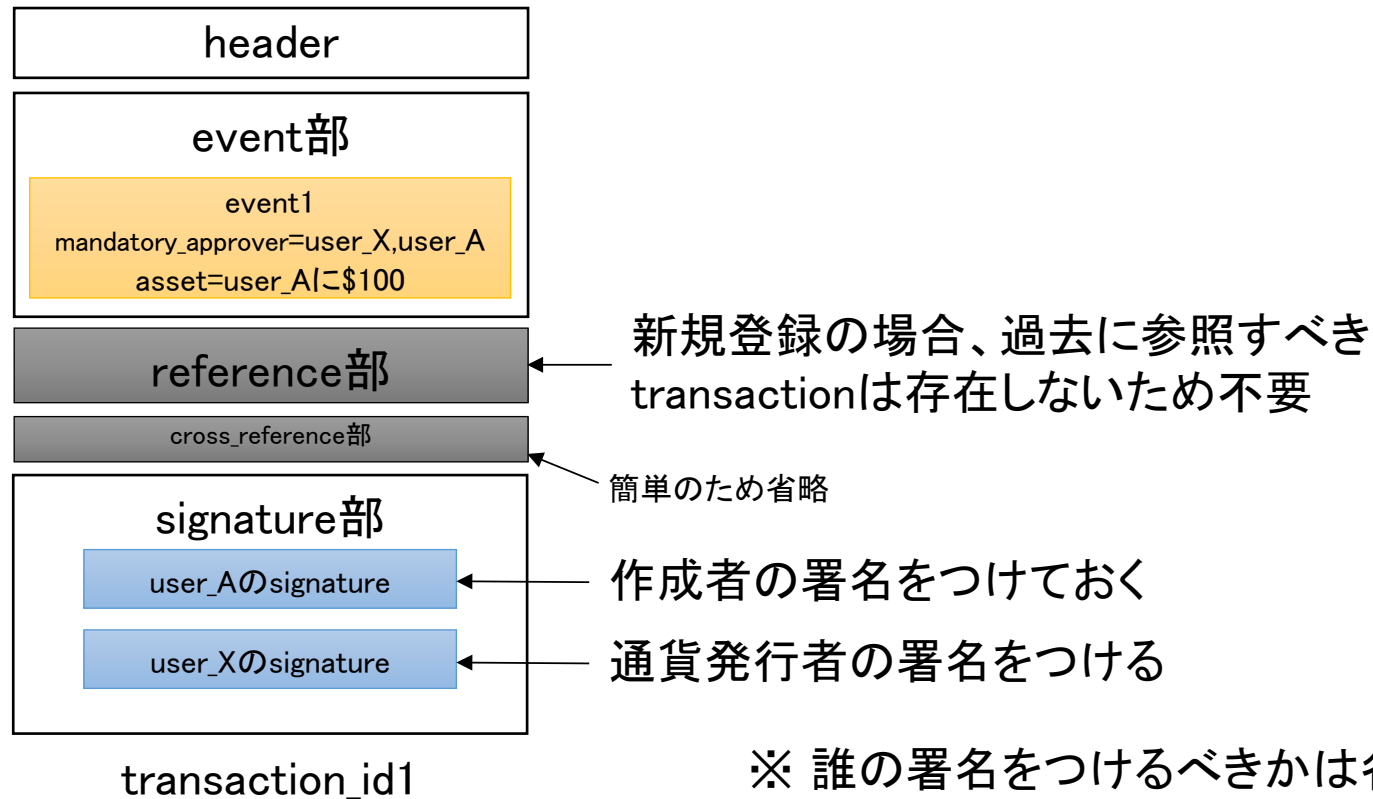 header
event部
event1
mandatory_approver=user_X,user_A
asset=user_Aに$100
reference部
新規登録の場合、過去に参照すべき
transactionは存在しないため不要
cross_reference部
簡単のため省略
signature部
user_Aのsignature
作成者の署名をつけておく
user_Xのsignature
通貨発行者の署名をつける
transaction_id1
※ 誰の署名をつけるべきかは